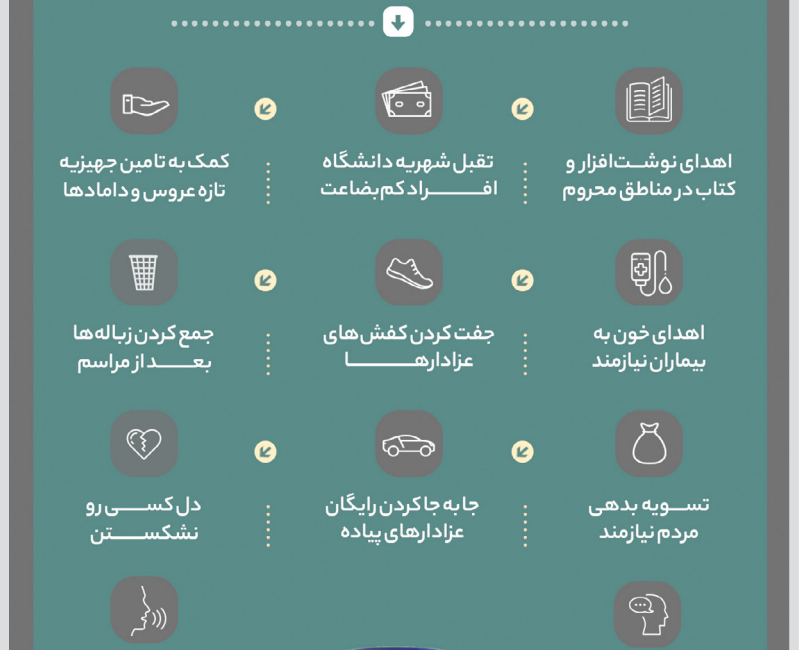 اهدای نوشت‌افزار و
کتاب در مناطق محروم
تقبل شهریه دانشگاه
افراد کم‌بضاعت
کمک به تامین جهیزیه
تازه عروس و دامادها
اهدای خون به
بیماران نیازمند
جفت کردن کفش‌های
عزادارها
جمع کردن زباله‌ها
بعد از مراسم
تسویه بدهی
مردم نیازمند
جا به جا کردن رایگان
عزادارهای پیاده
دل کسی رو
نشکستن